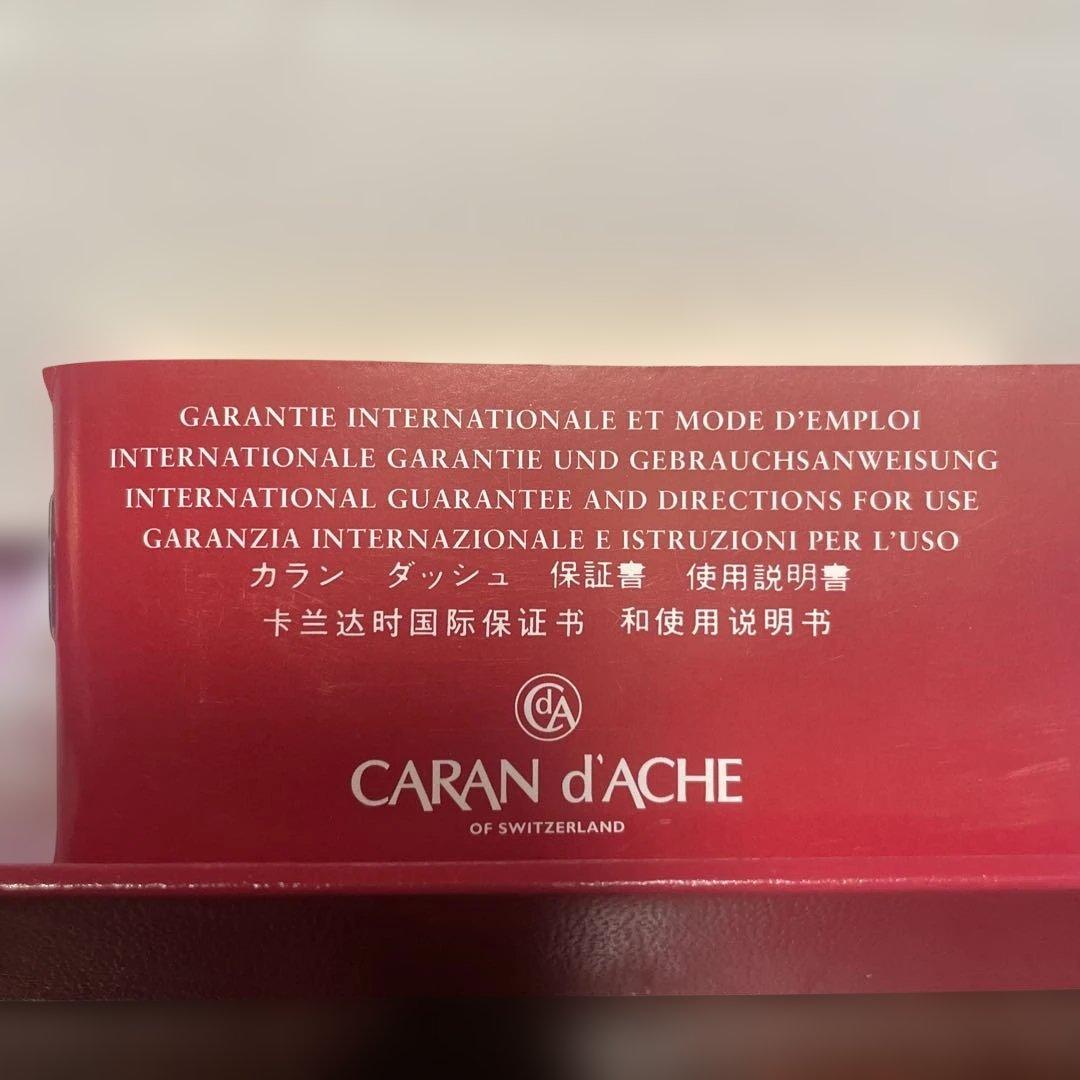 GARANTIE INTERNATIONALE ET MODE D'EMPLOI
INTERNATIONALE GARANTIE UND GEBRAUCHSANWEISUNG
INTERNATIONAL GUARANTEE AND DIRECTIONS FOR USE
GARANZIA INTERNAZIONALE E ISTRUZIONI PER L'USO
カラン ダッシュ 保証書 使用説明書
卡兰达时国际保证书 和使用说明书
CdA
CARAN d'ACHE
OF SWITZERLAND